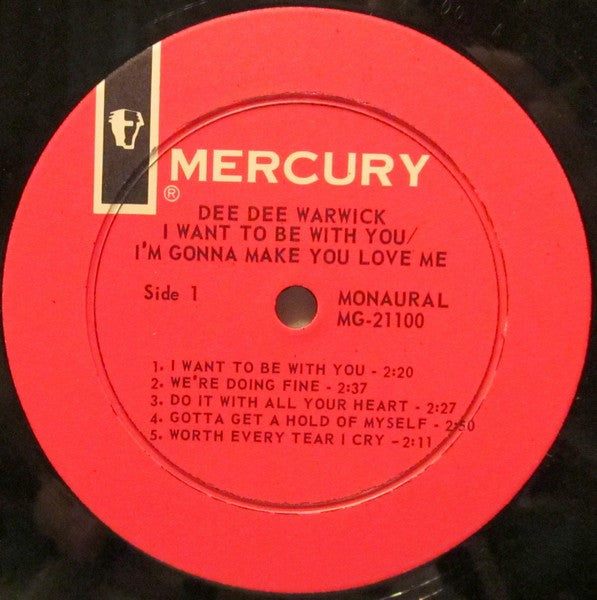 MERCURY
®
DEE DEE WARWICK
I WANT TO BE WITH YOU/
I'M GONNA MAKE YOU LOVE ME
Side 1 MONAURAL
MG-21100
1. I WANT TO BE WITH YOU - 2:20
2. WE'RE DOING FINE - 2:37
3. DO IT WITH ALL YOUR HEART - 2:27
4. GOTTA GET A HOLD OF MYSELF - 2:50
5. WORTH EVERY TEAR I CRY - 2:11